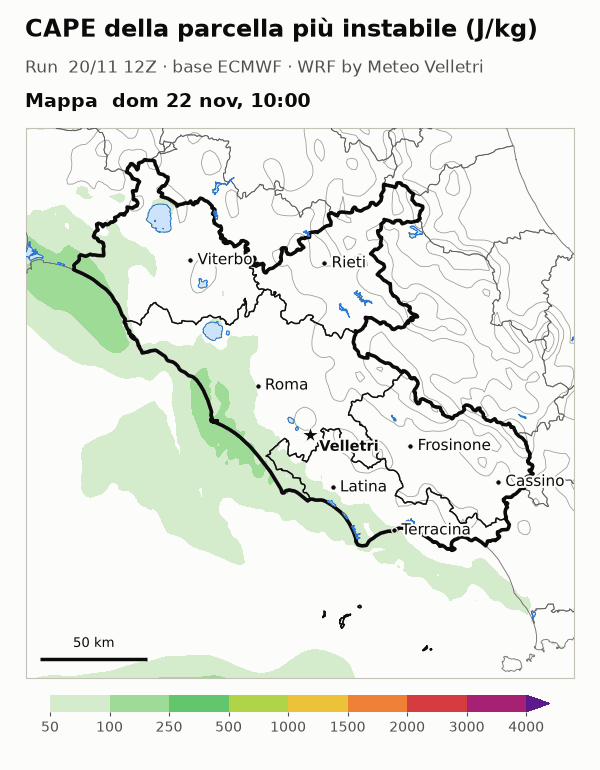 CAPE della parcella più instabile (J/kg)
Run  20/11 12Z · base ECMWF · WRF by Meteo Velletri
Mappa  dom 22 nov, 10:00
Viterbo
Rieti
Roma
Velletri
Frosinone
Latina
Cassino
Terracina
50 km
50 100 250 500 1000 1500 2000 3000 4000